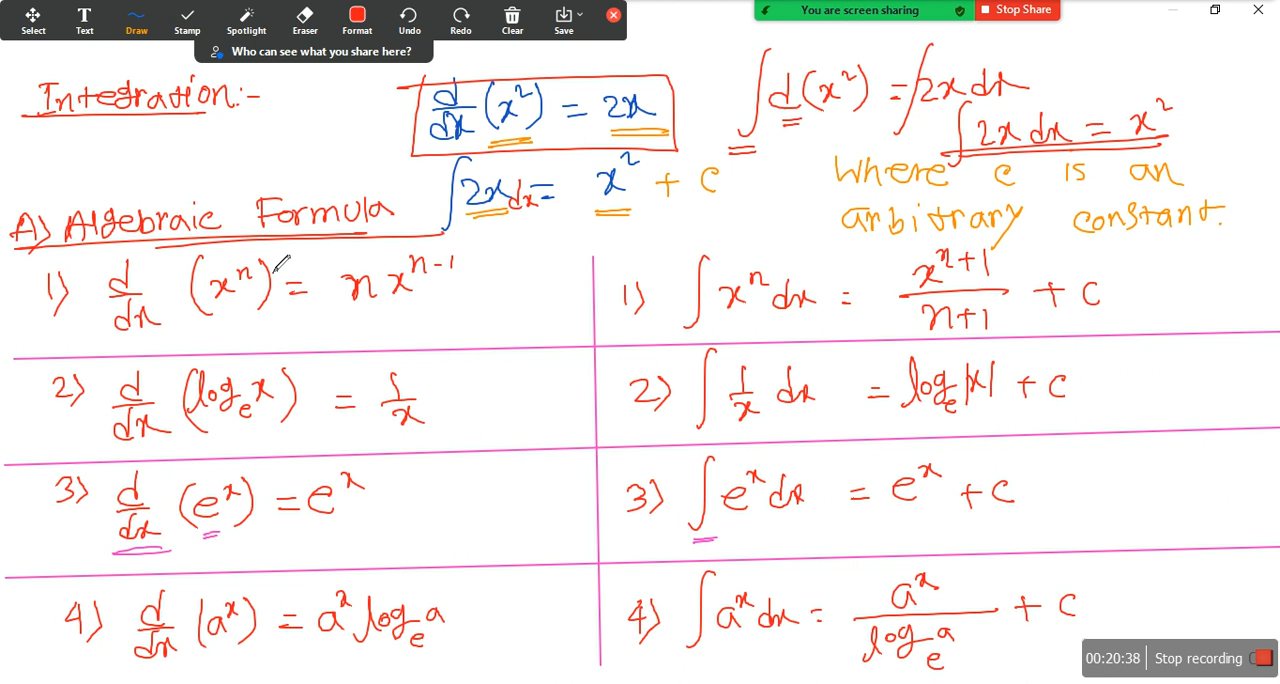 Select Text Draw Stamp Spotlight Eraser Format Undo Redo Clear Save
You are screen sharing Stop Share
Who can see what you share here?
Integration:-
d/dx (x²) = 2x
∫d(x²) = ∫2x dx
∫2x dx = x²
∫2x dx = x² + c
Where c is an
arbitrary constant.
A) Algebraic Formula
1) d/dx (xⁿ) = n xⁿ⁻¹
1) ∫xⁿ dx = xⁿ⁺¹/n+1 + c
2) d/dx (logₑx) = 1/x
2) ∫1/x dx = logₑ|x| + c
3) d/dx (eˣ) = eˣ
3) ∫eˣ dx = eˣ + c
4) d/dx (aˣ) = aˣ logₑa
4) ∫aˣ dx = aˣ/logₑa + c
00:20:38 Stop recording